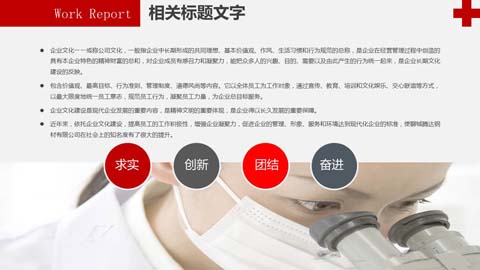 Work Report
相关标题文字
企业文化一一或称公司文化，一般指企业中长期形成的共同理想、基本价值观、作风、生活习惯和行为规范的总称，是企业在经营管理过程中创造的
具有本企业特色的精神财富的总和，对企业成员有感召力和凝聚力，能把众多人的兴趣、目的、需要以及由此产生的行为统一起来，是企业长期文化
建设的反映。
包含价值观、最高目标、行为准则、管理制度、道德风尚等内容。它以全体员工为工作对象，通过宣传、教育、培训和文化娱乐、交心联谊等方式，
以最大限度地统一员工意志，规范员工行为，凝聚员工力量，为企业总目标服务。
企业文化建设是现代企业发展的重要内容，是精神文明的重要体现，是企业得以长久发展的重要保障。
近年来，依托企业文化建设，提高员工的工作积极性，增强企业凝聚力，促进企业的管理、形象、服务和环境达到现代化企业的标准，使聊城腾达钢
材有限公司在社会上的知名度有了很大的提升。
求实
创新
团结
奋进